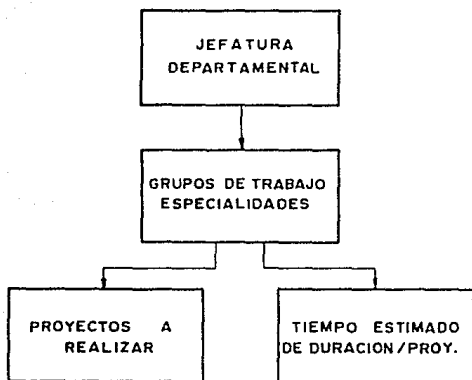 JEFATURA
DEPARTAMENTAL
GRUPOS DE TRABAJO
ESPECIALIDADES
PROYECTOS A
REALIZAR
TIEMPO ESTIMADO
DE DURACION/PROY.